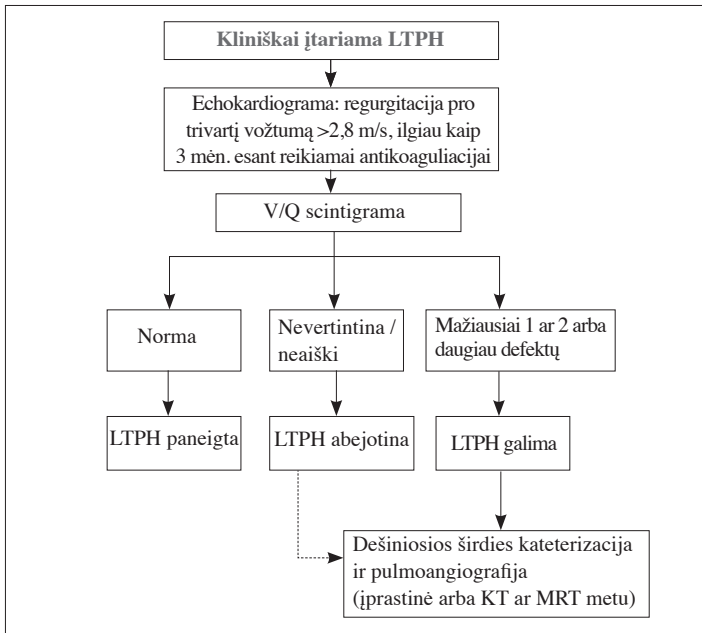 Kliniškai įtariama LTPH
Echokardiograma: regurgitacija pro
trivartį vožtumą >2,8 m/s, ilgiau kaip
3 mėn. esant reikiamai antikoaguliacijai
V/Q scintigrama
Norma
Nevertintina /
neaiški
Mažiausiai 1 ar 2 arba
daugiau defektų
LTPH paneigta
LTPH abejotina
LTPH galima
Dešiniosios širdies kateterizacija
ir pulmoangiografija
(įprastinė arba KT ar MRT metu)